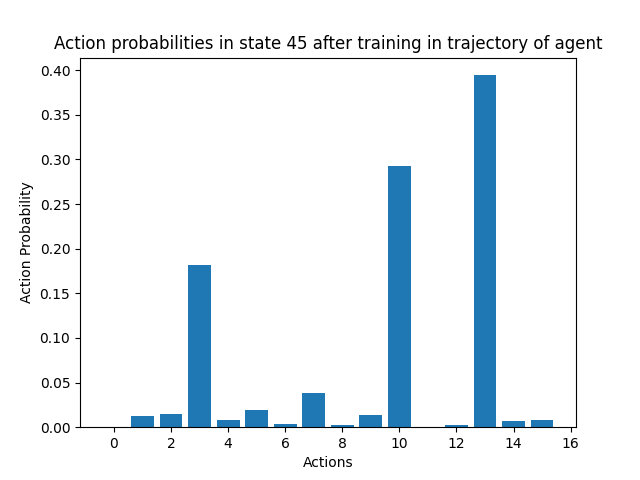 Action probabilities in state 45 after training in trajectory of agent
0.40
0.35
0.30
0.25
0.20
0.15
0.10
0.05
0.00
Action Probability
0 2 4 6 8 10 12 14 16
Actions